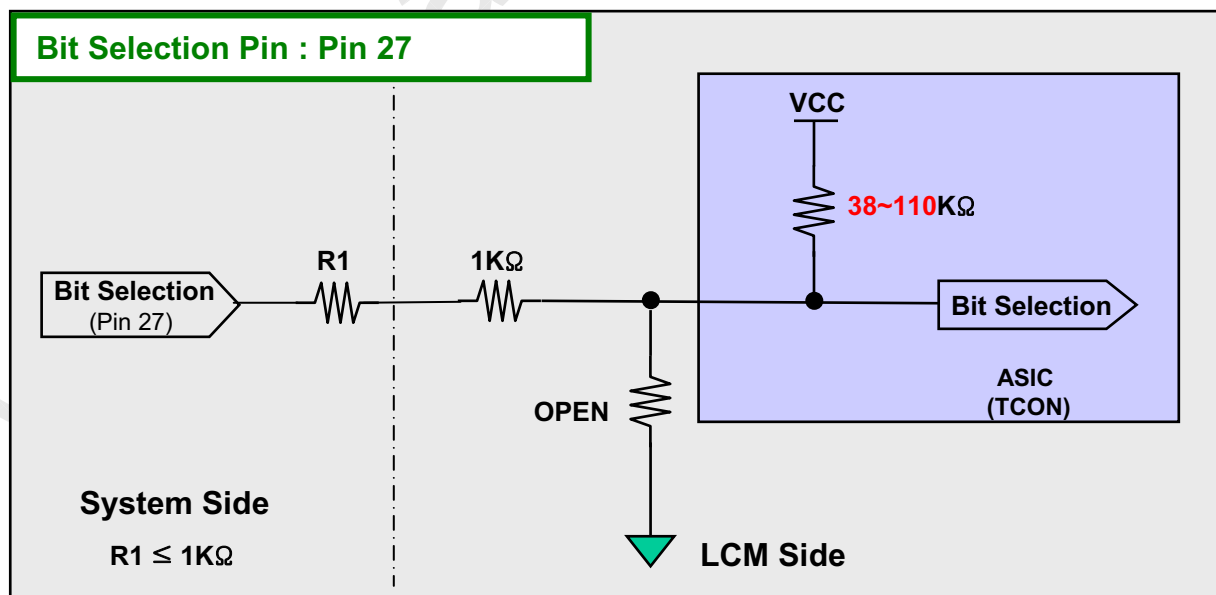 Bit Selection Pin : Pin 27
VCC
38~110KΩ
R1
1KΩ
Bit Selection
(Pin 27)
Bit Selection
ASIC
(TCON)
OPEN
System Side
R1 ≤ 1KΩ
LCM Side